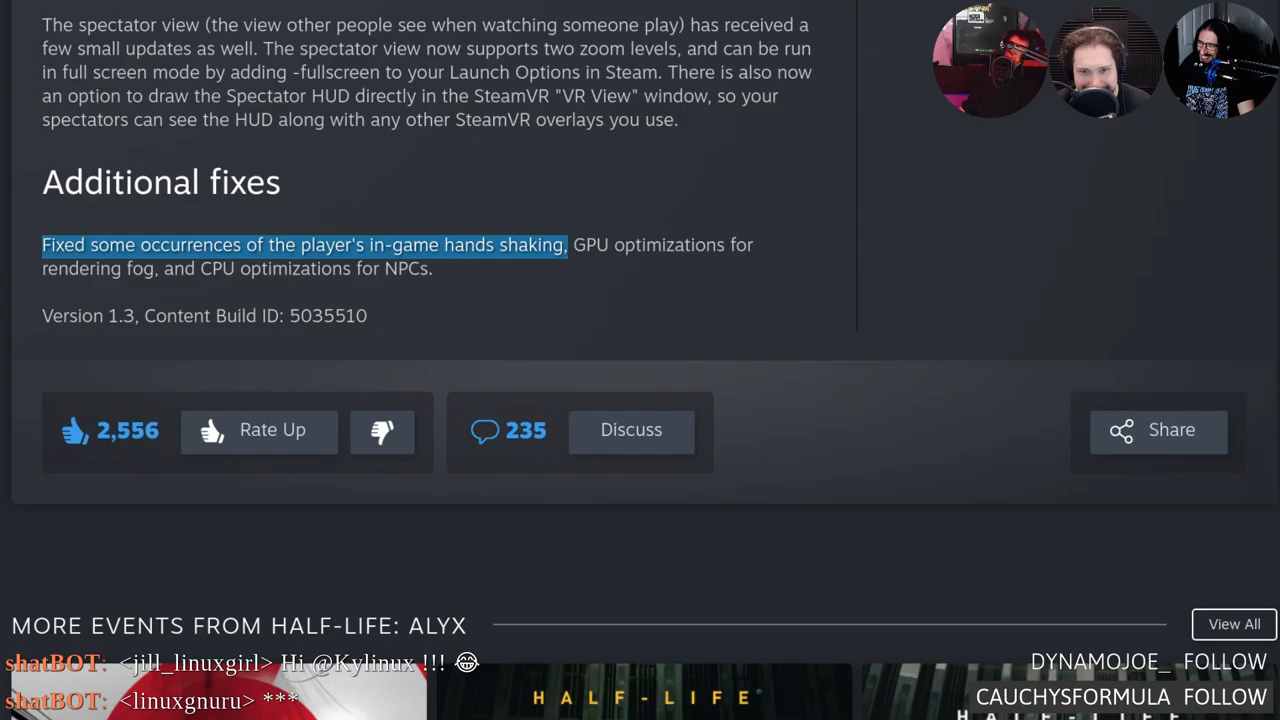 The spectator view (the view other people see when watching someone play) has received a
few small updates as well. The spectator view now supports two zoom levels, and can be run
in full screen mode by adding -fullscreen to your Launch Options in Steam. There is also now
an option to draw the Spectator HUD directly in the SteamVR "VR View" window, so your
spectators can see the HUD along with any other SteamVR overlays you use.
Additional fixes
Fixed some occurrences of the player's in-game hands shaking, GPU optimizations for
rendering fog, and CPU optimizations for NPCs.
Version 1.3, Content Build ID: 5035510
2,556 Rate Up 235 Discuss Share
MORE EVENTS FROM HALF-LIFE: ALYX View All
shatBOT: <jill_linuxgirl> Hi @Kylinux !!! 😂
DYNAMOJOE_ FOLLOW
shatBOT: <linuxgnuru> ***
HALF-LIFE
CAUCHYSFORMULA FOLLOW